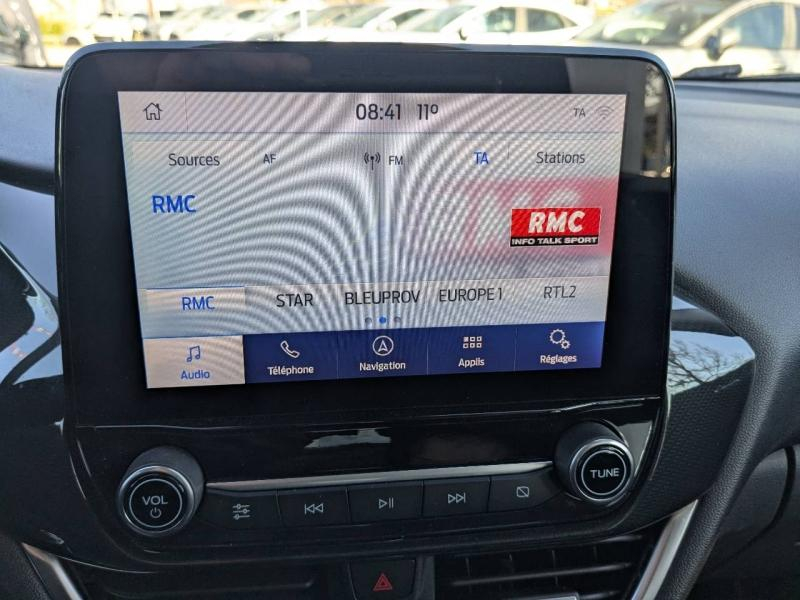 08:41 11° TA
Sources AF FM TA Stations
RMC
RMC
INFO TALK SPORT
RMC STAR BLEUPROV EUROPE 1 RTL2
Audio Téléphone Navigation Applis Réglages
VOL TUNE